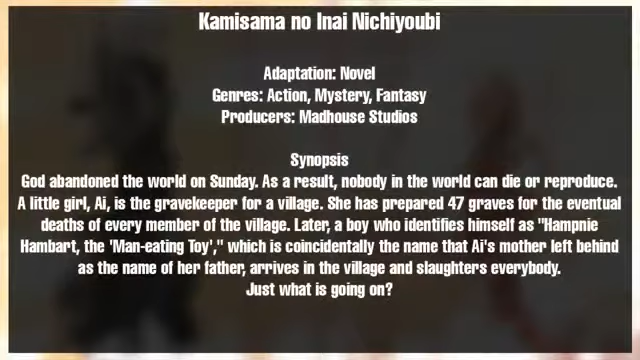 Kamisama no Inai Nichiyoubi
Adaptation: Novel
Genres: Action, Mystery, Fantasy
Producers: Madhouse Studios
Synopsis
God abandoned the world on Sunday. As a result, nobody in the world can die or reproduce.
A little girl, Ai, is the gravekeeper for a village. She has prepared 47 graves for the eventual
deaths of every member of the village. Later, a boy who identifies himself as "Hampnie
Hambart, the 'Man-eating Toy'," which is coincidentally the name that Ai's mother left behind
as the name of her father, arrives in the village and slaughters everybody.
Just what is going on?